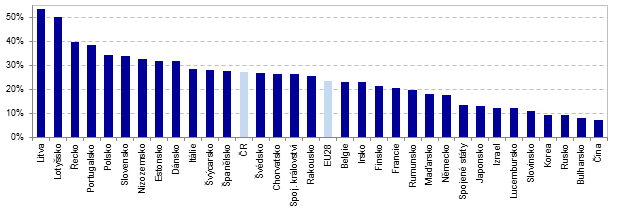 50%
40%
30%
20%
10%
0%
Litva
Lotyšsko
Řecko
Portugalsko
Polsko
Slovensko
Nizozemsko
Estonsko
Dánsko
Itálie
Švýcarsko
Španělsko
ČR
Švédsko
Chorvatsko
Spoj. království
Rakousko
EU28
Belgie
Irsko
Finsko
Francie
Rumunsko
Maďarsko
Německo
Spojené státy
Japonsko
Izrael
Lucembursko
Slovinsko
Korea
Rusko
Bulharsko
Čína